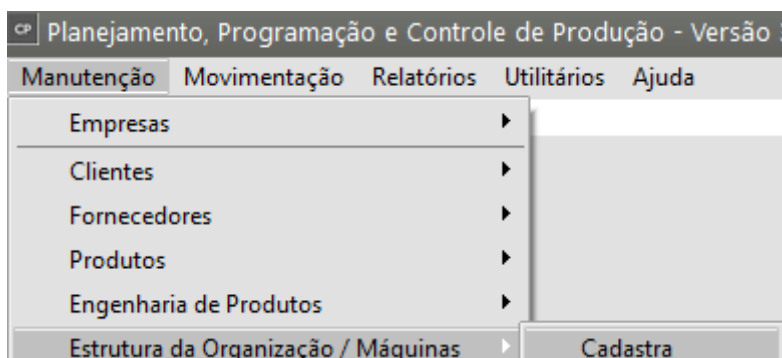 CP Planejamento, Programação e Controle de Produção - Versão
Manutenção Movimentação Relatórios Utilitários Ajuda
Empresas
Clientes
Fornecedores
Produtos
Engenharia de Produtos
Estrutura da Organização / Máquinas Cadastra